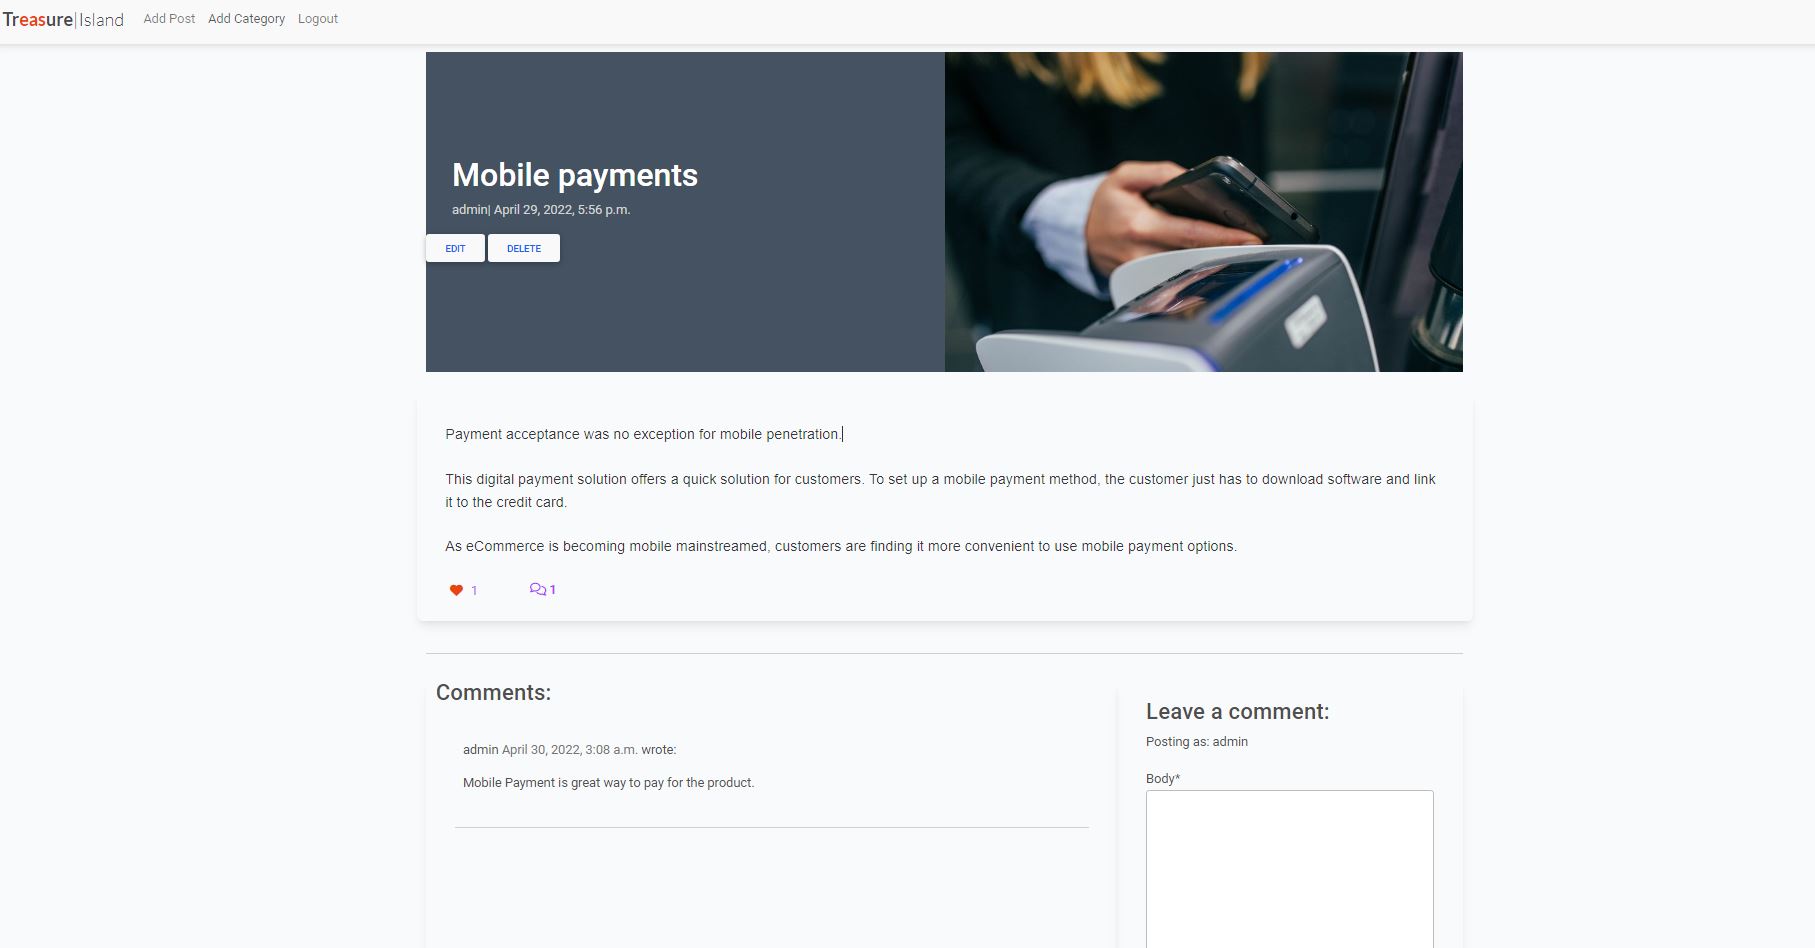 Treasure|Island Add Post Add Category Logout
Mobile payments
admin| April 29, 2022, 5:56 p.m.
EDIT DELETE
Payment acceptance was no exception for mobile penetration.
This digital payment solution offers a quick solution for customers. To set up a mobile payment method, the customer just has to download software and link
it to the credit card.
As eCommerce is becoming mobile mainstreamed, customers are finding it more convenient to use mobile payment options.
1 1
Comments:
admin April 30, 2022, 3:08 a.m. wrote:
Mobile Payment is great way to pay for the product.
Leave a comment:
Posting as: admin
Body*